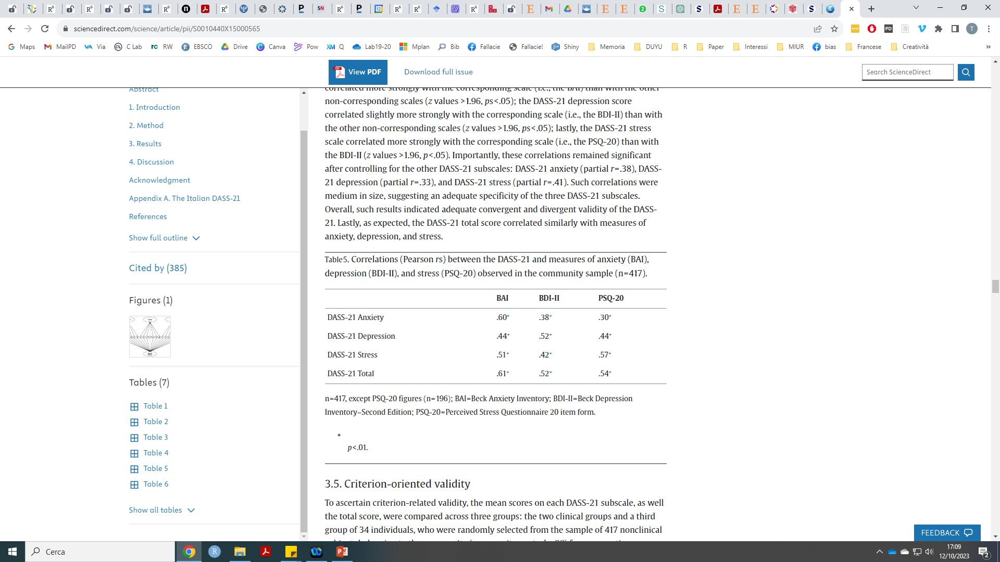 sciencedirect.com/science/article/pii/S0010440X15000565
PD
T
Maps
MailPD
Via
C Lab
RW
EBSCO
Drive
Canva
Pow
Q
Lab19-20
Mplan
Bib
Fallacie
Fallacie!
Shiny
Memoria
DUYU
R
Paper
Interessi
MIUR
bias
Francese
Creatività
»
View PDF
Download full issue
Search ScienceDirect
Abstract
1. Introduction
2. Method
3. Results
4. Discussion
Acknowledgment
Appendix A. The Italian DASS-21
References
Show full outline
Cited by (385)
Figures (1)
Tables (7)
Table 1
Table 2
Table 3
Table 4
Table 5
Table 6
Show all tables
correlated more strongly with the corresponding scale (i.e., the BAI) than with the other
non-corresponding scales (z values >1.96, ps<.05); the DASS-21 depression score
correlated slightly more strongly with the corresponding scale (i.e., the BDI-II) than with
the other non-corresponding scales (z values >1.96, ps<.05); lastly, the DASS-21 stress
scale correlated more strongly with the corresponding scale (i.e., the PSQ-20) than with
the BDI-II (z values >1.96, p<.05). Importantly, these correlations remained significant
after controlling for the other DASS-21 subscales: DASS-21 anxiety (partial r=.38), DASS-
21 depression (partial r=.33), and DASS-21 stress (partial r=.41). Such correlations were
medium in size, suggesting an adequate specificity of the three DASS-21 subscales.
Overall, such results indicated adequate convergent and divergent validity of the DASS-
21. Lastly, as expected, the DASS-21 total score correlated similarly with measures of
anxiety, depression, and stress.
Table 5. Correlations (Pearson rs) between the DASS-21 and measures of anxiety (BAI),
depression (BDI-II), and stress (PSQ-20) observed in the community sample (n=417).
BAI BDI-II PSQ-20
DASS-21 Anxiety .60* .38* .30*
DASS-21 Depression .44* .52* .44*
DASS-21 Stress .51* .42* .57*
DASS-21 Total .61* .52* .54*
n=417, except PSQ-20 figures (n=196); BAI=Beck Anxiety Inventory; BDI-II=Beck Depression
Inventory–Second Edition; PSQ-20=Perceived Stress Questionnaire 20 item form.
*
p<.01.
3.5. Criterion-oriented validity
To ascertain criterion-related validity, the mean scores on each DASS-21 subscale, as well
the total score, were compared across three groups: the two clinical groups and a third
group of 34 individuals, who were randomly selected from the sample of 417 nonclinical
FEEDBACK
Cerca
17:09
12/10/2023
2